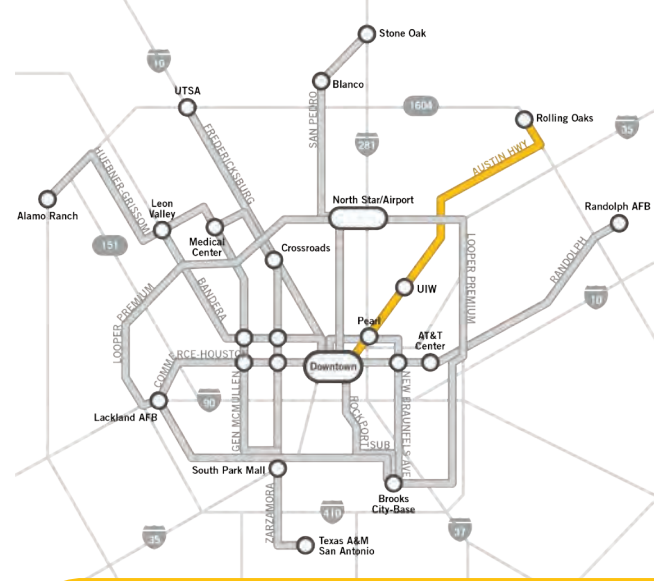 Stone Oak
10
Blanco
UTSA
1604
Rolling Oaks
SAN PEDRO
FREDERICKSBURG
35
281
AUSTIN HWY
HUEBNER-GRISSOM
Leon
Valley
North Star/Airport
Randolph AFB
Alamo Ranch
151
Medical
Center
Crossroads
LOOPER PREMIUM
RANDOLPH
UIW
10
BANDERA
LOOPER PREMIUM
Pearl
AT&T
Center
COMME RCE-HOUSTON
Downtown
90
GEN MCMULLEN
ROCKPORT
NEW BRAUNFELS AVE
Lackland AFB
SUB
South Park Mall
Brooks
City-Base
ZARZAMORA
410
35
37
Texas A&M
San Antonio